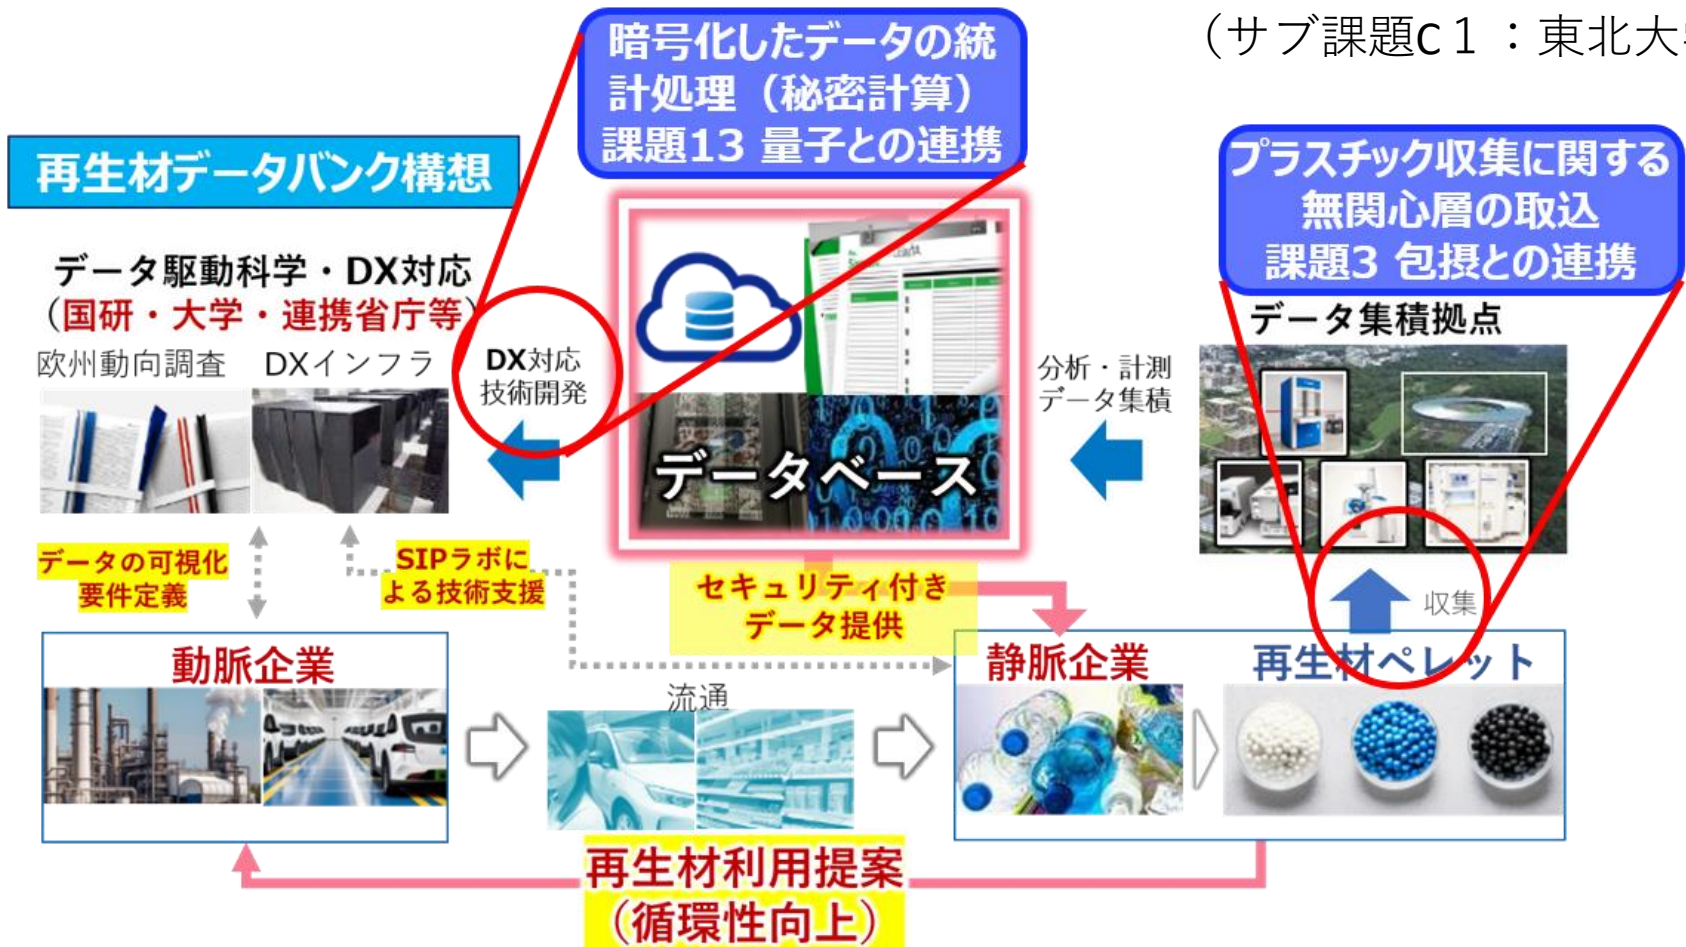 （サブ課題C１：東北大学
暗号化したデータの統
計処理（秘密計算）
課題13 量子との連携
再生材データバンク構想
プラスチック収集に関する
無関心層の取込
課題3 包摂との連携
データ駆動科学・DX対応
（国研・大学・連携省庁等）
欧州動向調査
DXインフラ
DX対応
技術開発
データベース
分析・計測
データ集積
データ集積拠点
データの可視化
要件定義
SIPラボに
よる技術支援
セキュリティ付き
データ提供
収集
動脈企業
流通
静脈企業
再生材ペレット
再生材利用提案
（循環性向上）